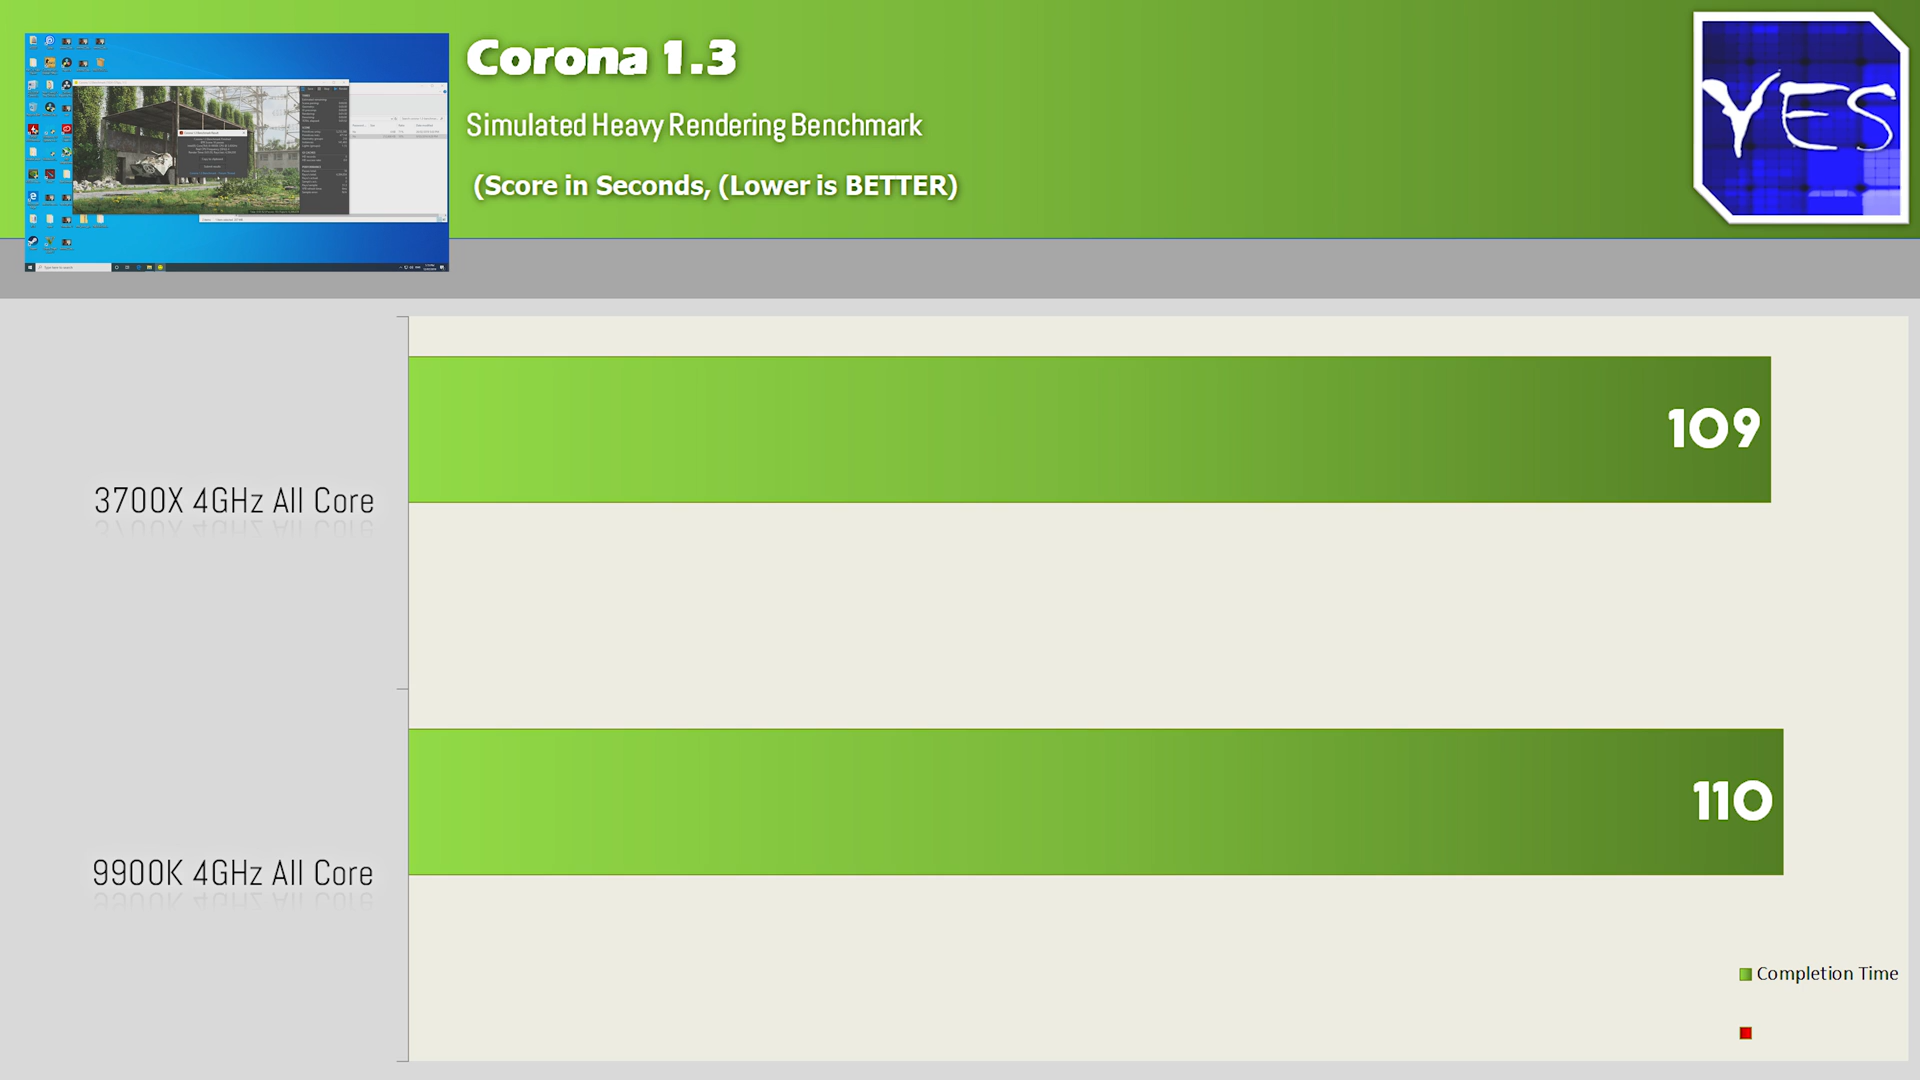 Corona 1.3
Simulated Heavy Rendering Benchmark
(Score in Seconds, (Lower is BETTER)
YES
109
3700X 4GHz All Core
110
9900K 4GHz All Core
Completion Time